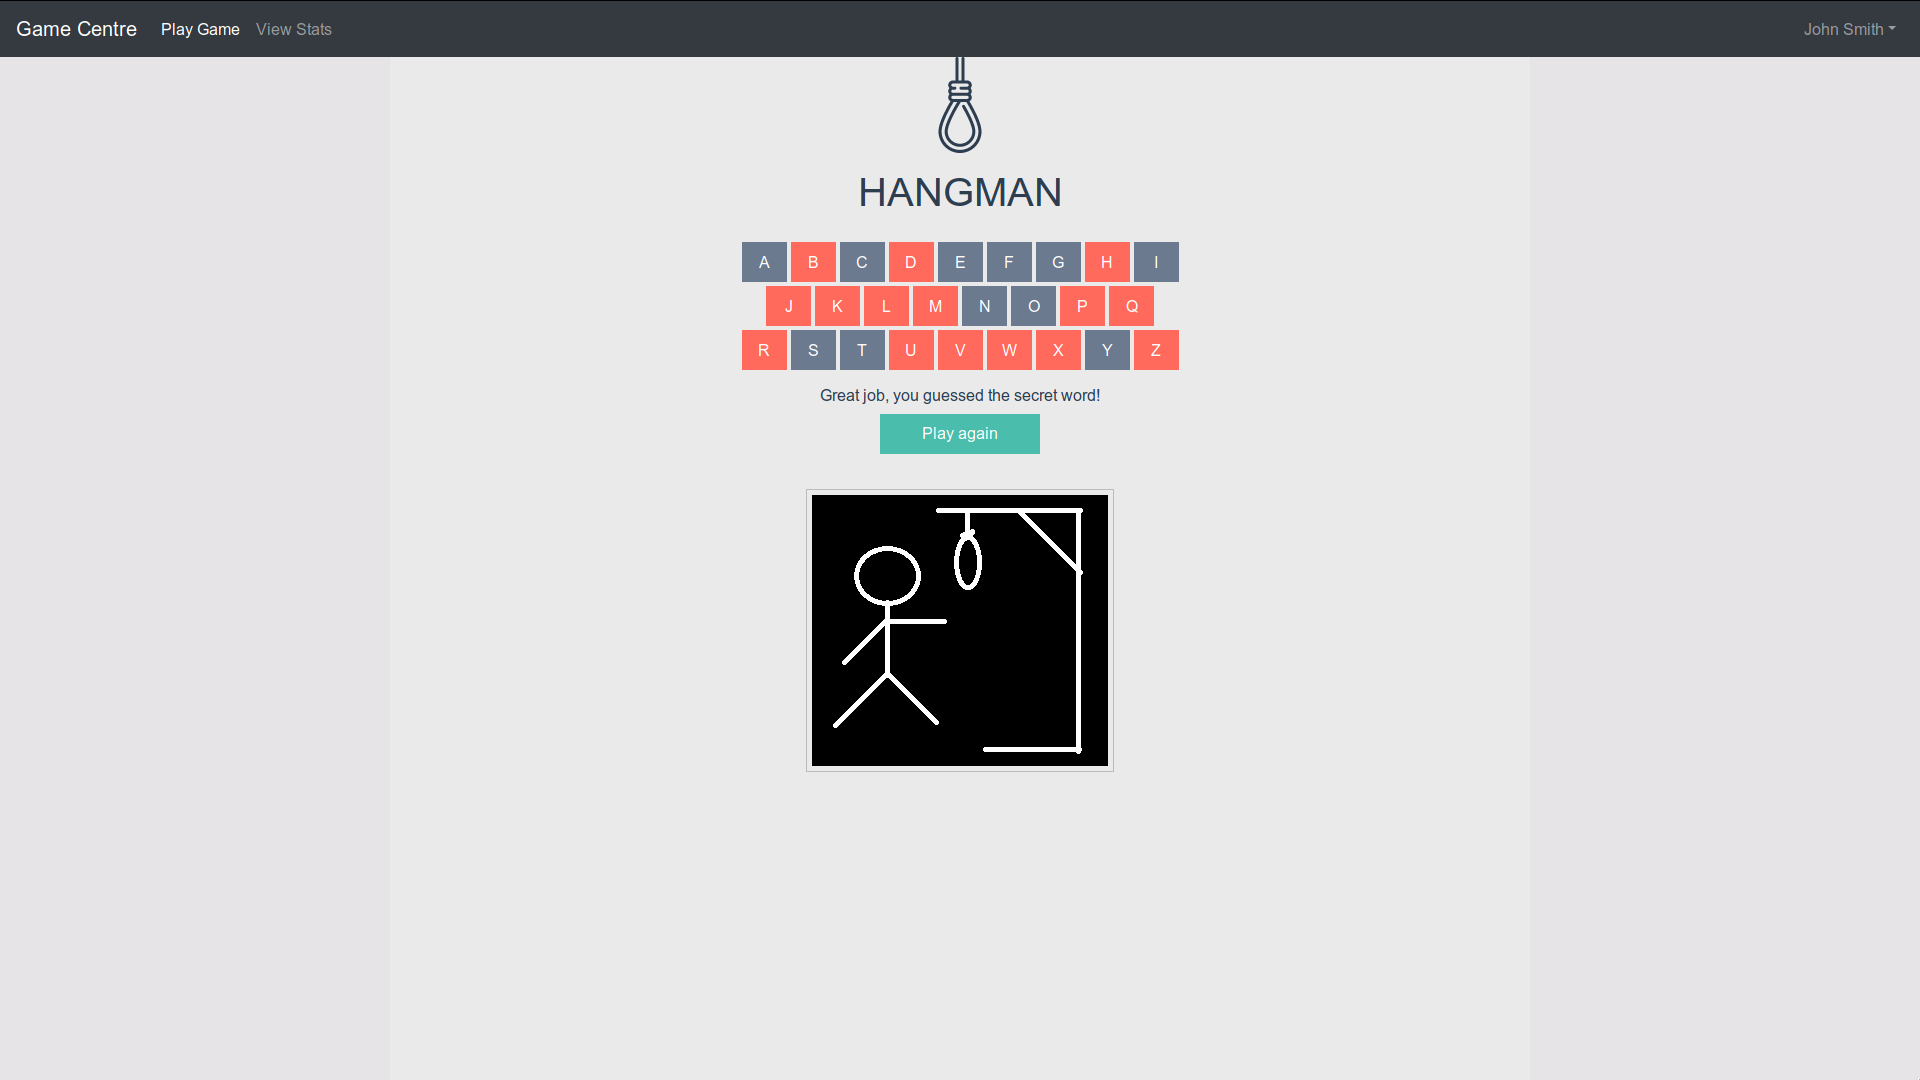 Game Centre Play Game View Stats John Smith
HANGMAN
A B C D E F G H I
J K L M N O P Q
R S T U V W X Y Z
Great job, you guessed the secret word!
Play again